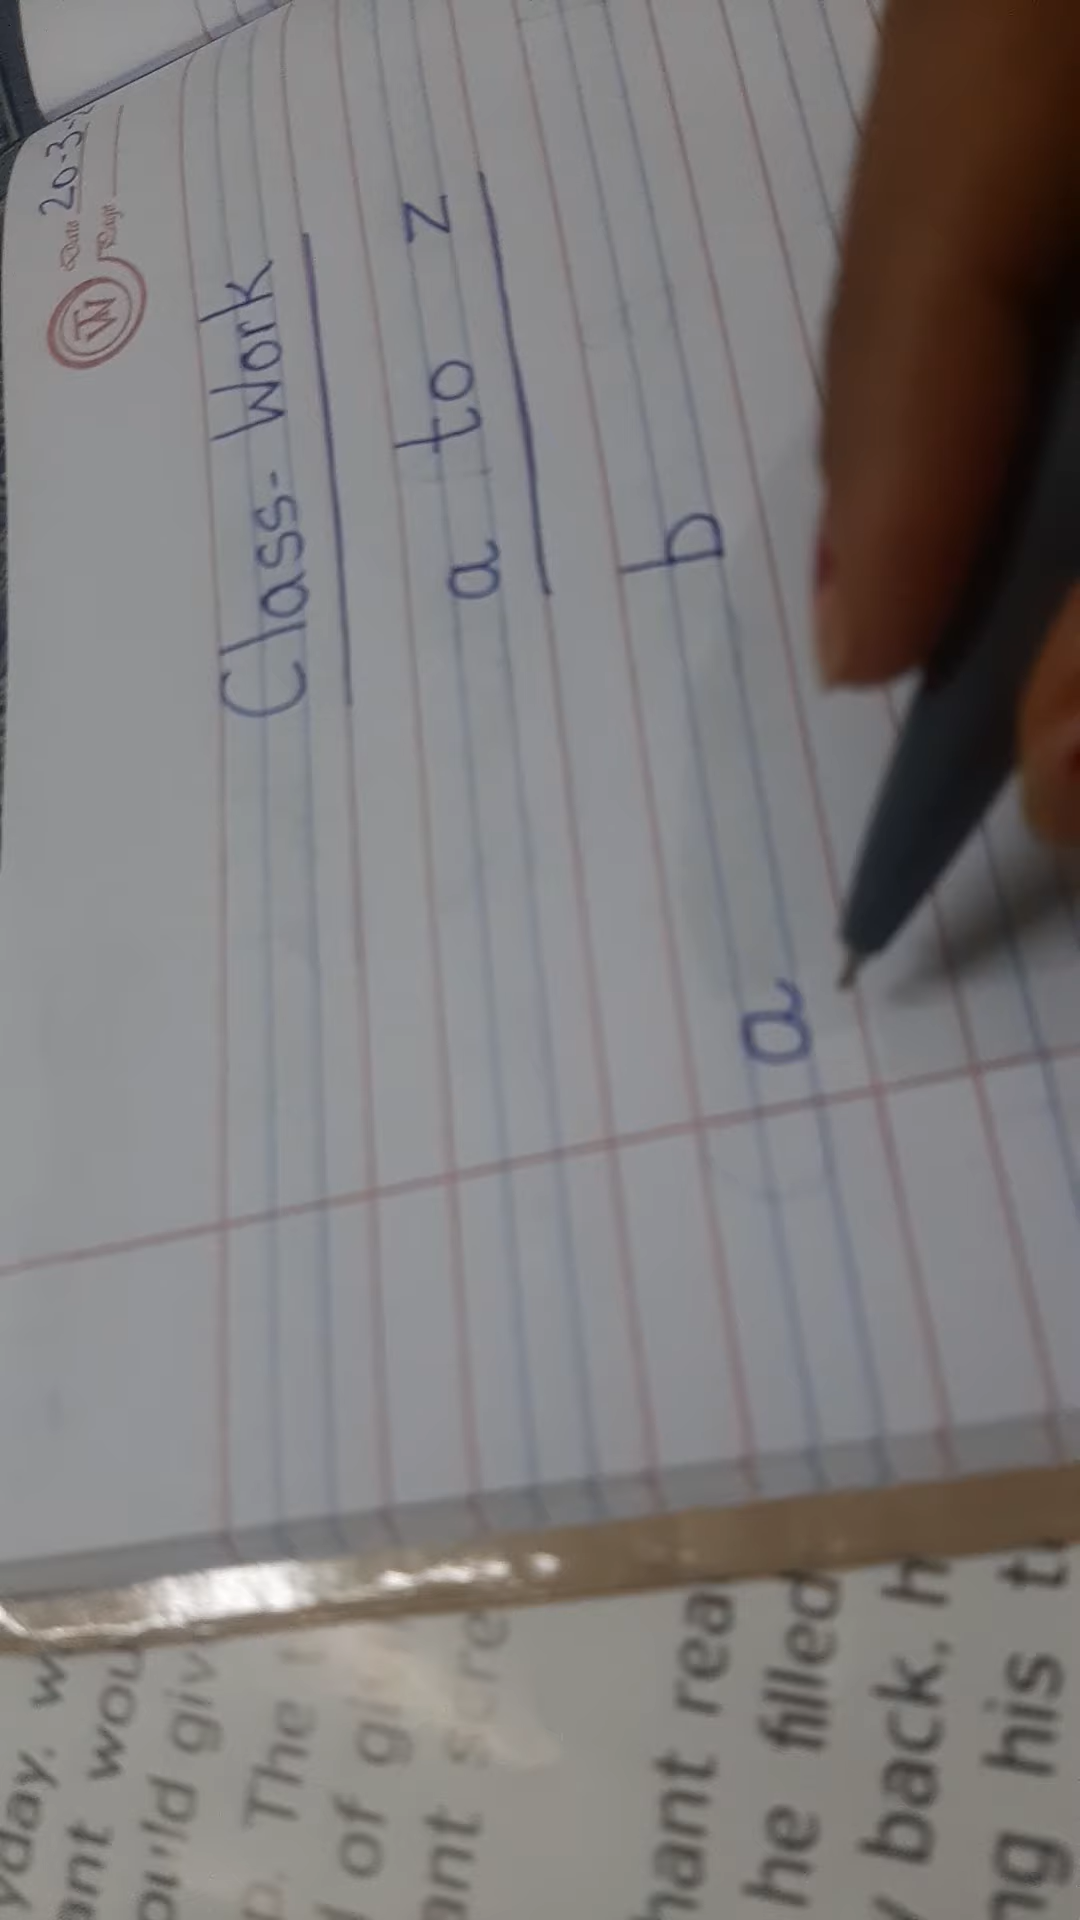 Date 20-3-
Page
Class-Work
a to z
a b
hant rea
he filled
back. h
ng his t
yday. w
ant wou
ould giv
The
of gi
ant